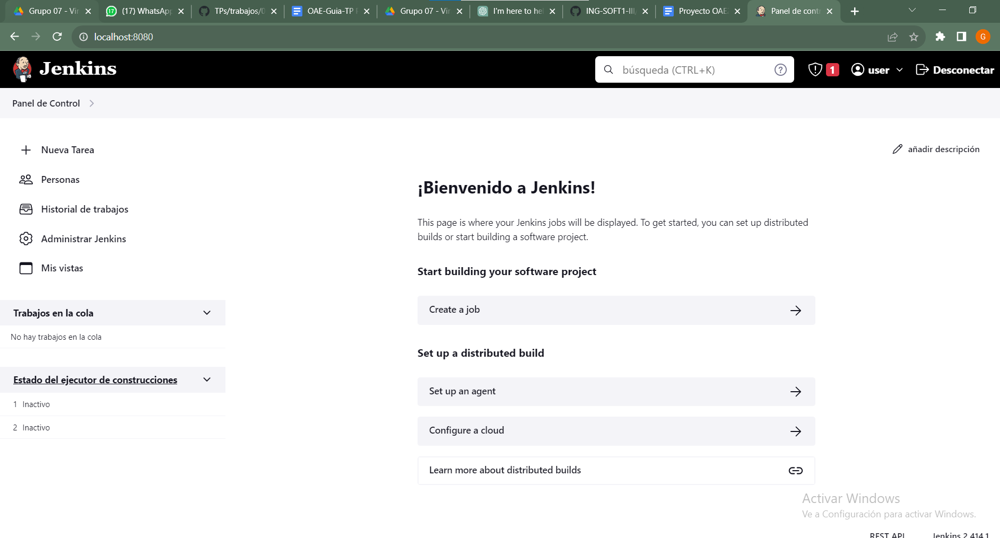 Grupo 07 - Vir
(17) WhatsApp
TPs/trabajos/0
OAE-Guia-TP F
Grupo 07 - Vir
I'm here to hel
ING-SOFT1-III
Proyecto OAE
Panel de contr
localhost:8080
G
Jenkins
búsqueda (CTRL+K)
1
user
Desconectar
Panel de Control
Nueva Tarea
Personas
Historial de trabajos
Administrar Jenkins
Mis vistas
Trabajos en la cola
No hay trabajos en la cola
Estado del ejecutor de construcciones
1 Inactivo
2 Inactivo
añadir descripción
¡Bienvenido a Jenkins!
This page is where your Jenkins jobs will be displayed. To get started, you can set up distributed
builds or start building a software project.
Start building your software project
Create a job
Set up a distributed build
Set up an agent
Configure a cloud
Learn more about distributed builds
Activar Windows
Ve a Configuración para activar Windows.
REST API
Jenkins 2.414.1